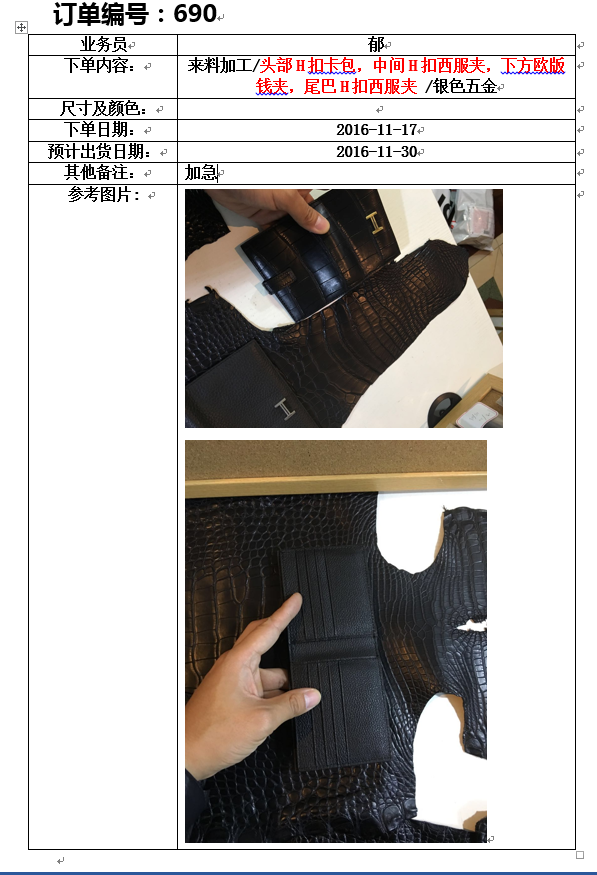 订单编号：690
业务员 郁
下单内容： 来料加工/头部H扣卡包，中间H扣西服夹，下方欧版
钱夹，尾巴H扣西服夹 /银色五金
尺寸及颜色：
下单日期： 2016-11-17
预计出货日期： 2016-11-30
其他备注： 加急
参考图片: